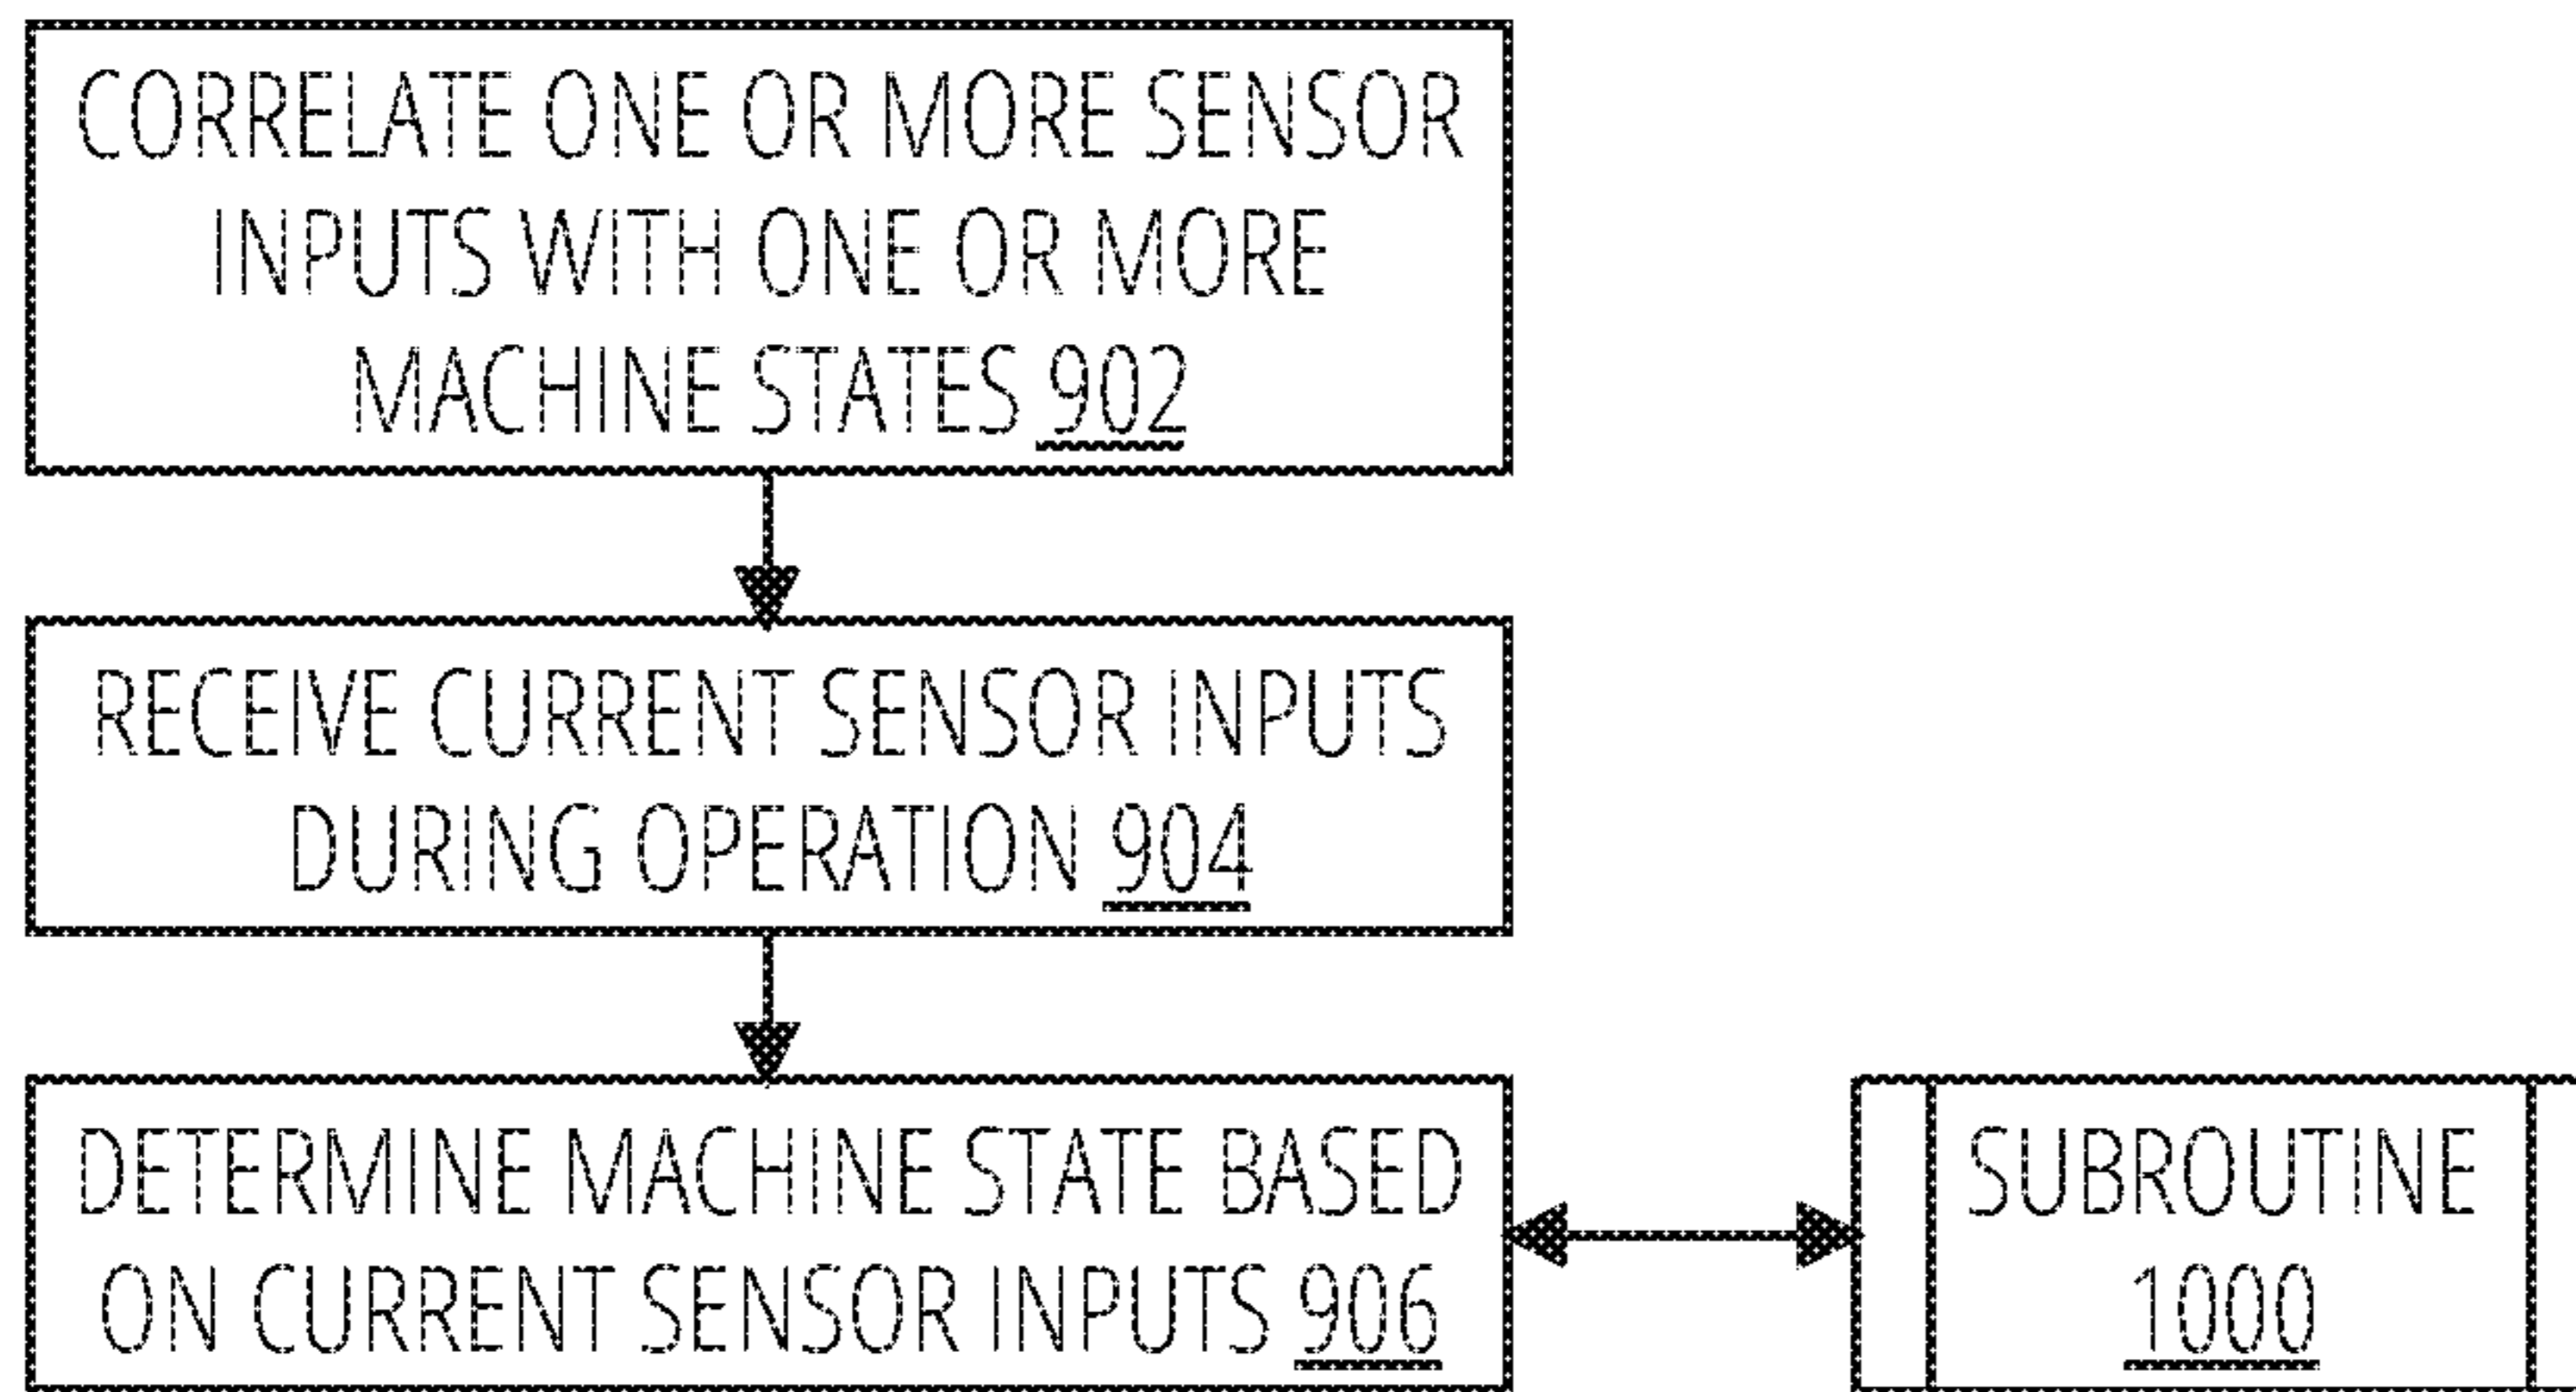 CORRELATE ONE OR MORE SENSOR
INPUTS WITH ONE OR MORE
MACHINE STATES 902
RECEIVE CURRENT SENSOR INPUTS
DURING OPERATION 904
DETERMINE MACHINE STATE BASED
ON CURRENT SENSOR INPUTS 906
SUBROUTINE
1000